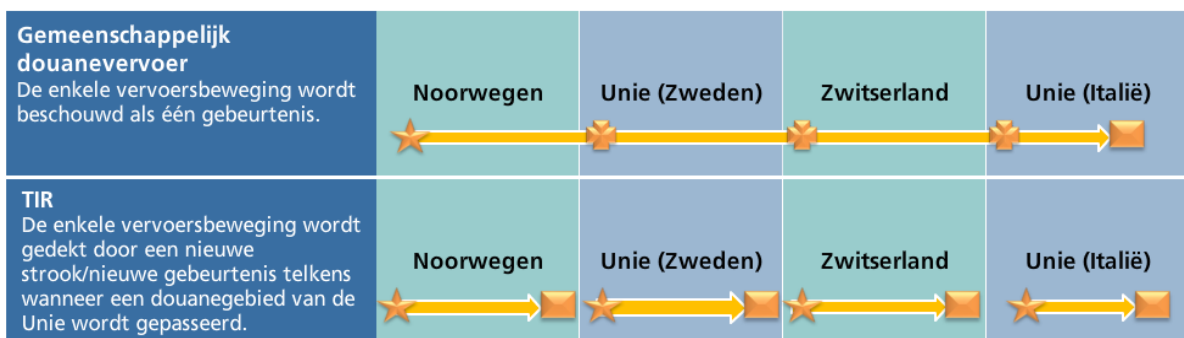 Gemeenschappelijk
douanevervoer
De enkele vervoersbeweging wordt
beschouwd als één gebeurtenis.
Noorwegen
Unie (Zweden)
Zwitserland
Unie (Italië)
TIR
De enkele vervoersbeweging wordt
gedekt door een nieuwe
strook/nieuwe gebeurtenis telkens
wanneer een douanegebied van de
Unie wordt gepasseerd.
Noorwegen
Unie (Zweden)
Zwitserland
Unie (Italië)